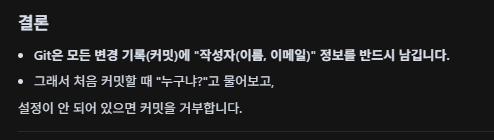 결론
• Git은 모든 변경 기록(커밋)에 "작성자(이름, 이메일)" 정보를 반드시 남깁니다.
• 그래서 처음 커밋할 때 "누구냐?"고 물어보고,
설정이 안 되어 있으면 커밋을 거부합니다.